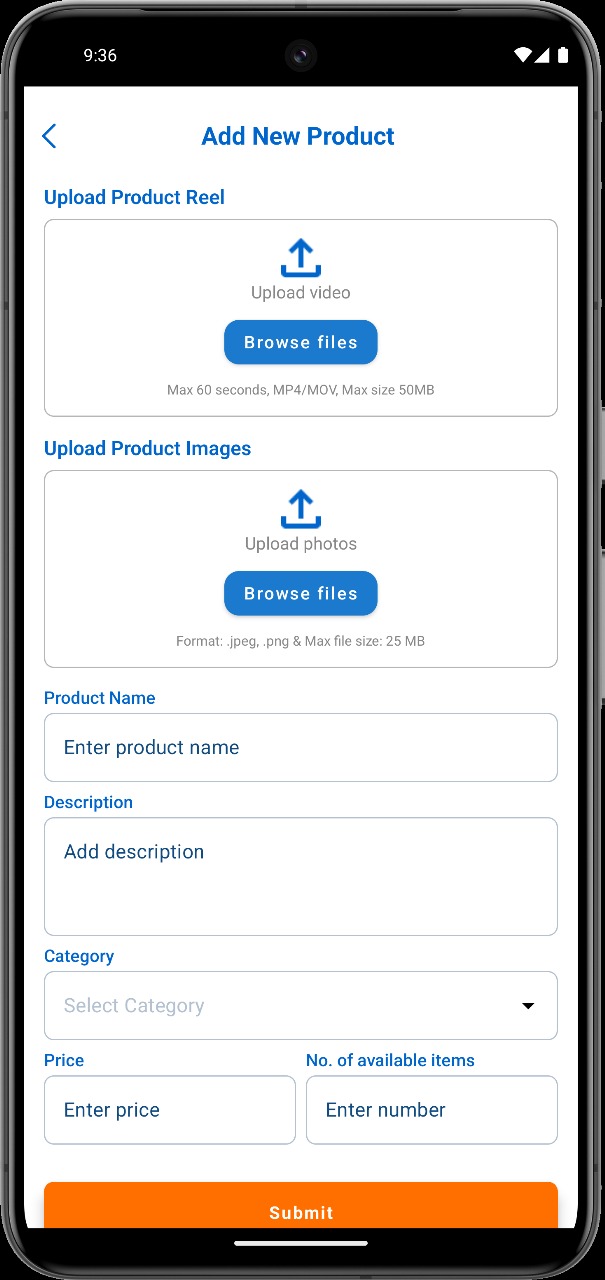 9:36
Add New Product
Upload Product Reel
Upload video
Browse files
Max 60 seconds, MP4/MOV, Max size 50MB
Upload Product Images
Upload photos
Browse files
Format: .jpeg, .png & Max file size: 25 MB
Product Name
Enter product name
Description
Add description
Category
Select Category
Price No. of available items
Enter price Enter number
Submit